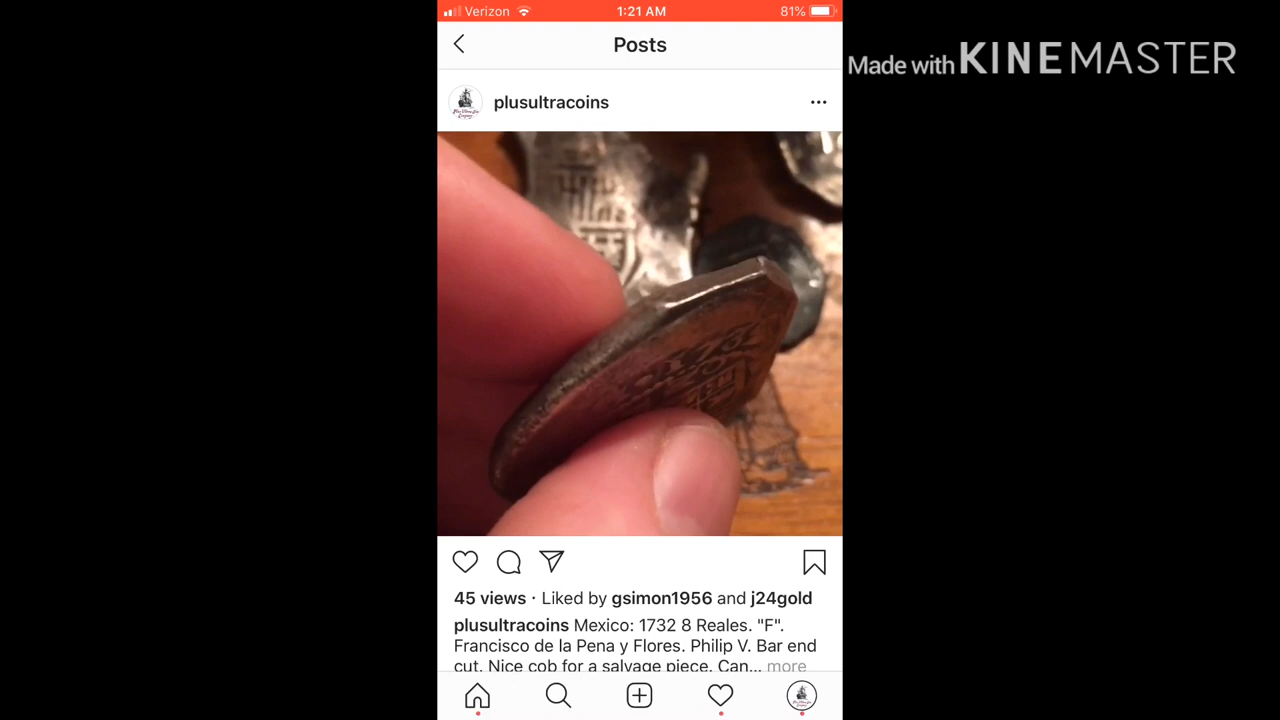 Verizon 1:21 AM 81%
Posts
Made with KINEMASTER
plusultracoins
45 views · Liked by gsimon1956 and j24gold
plusultracoins Mexico: 1732 8 Reales. "F".
Francisco de la Pena y Flores. Philip V. Bar end
cut. Nice cob for a salvage piece. Can... more